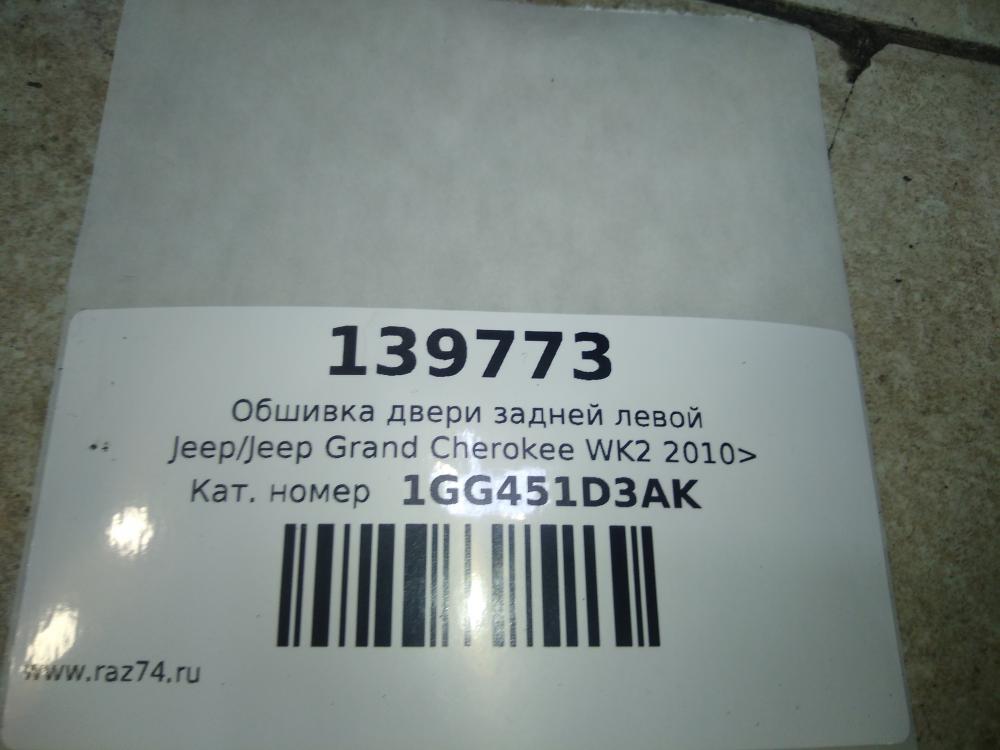 139773
Обшивка двери задней левой
Jeep/Jeep Grand Cherokee WK2 2010>
Кат. номер 1GG451D3AK
www.raz74.ru